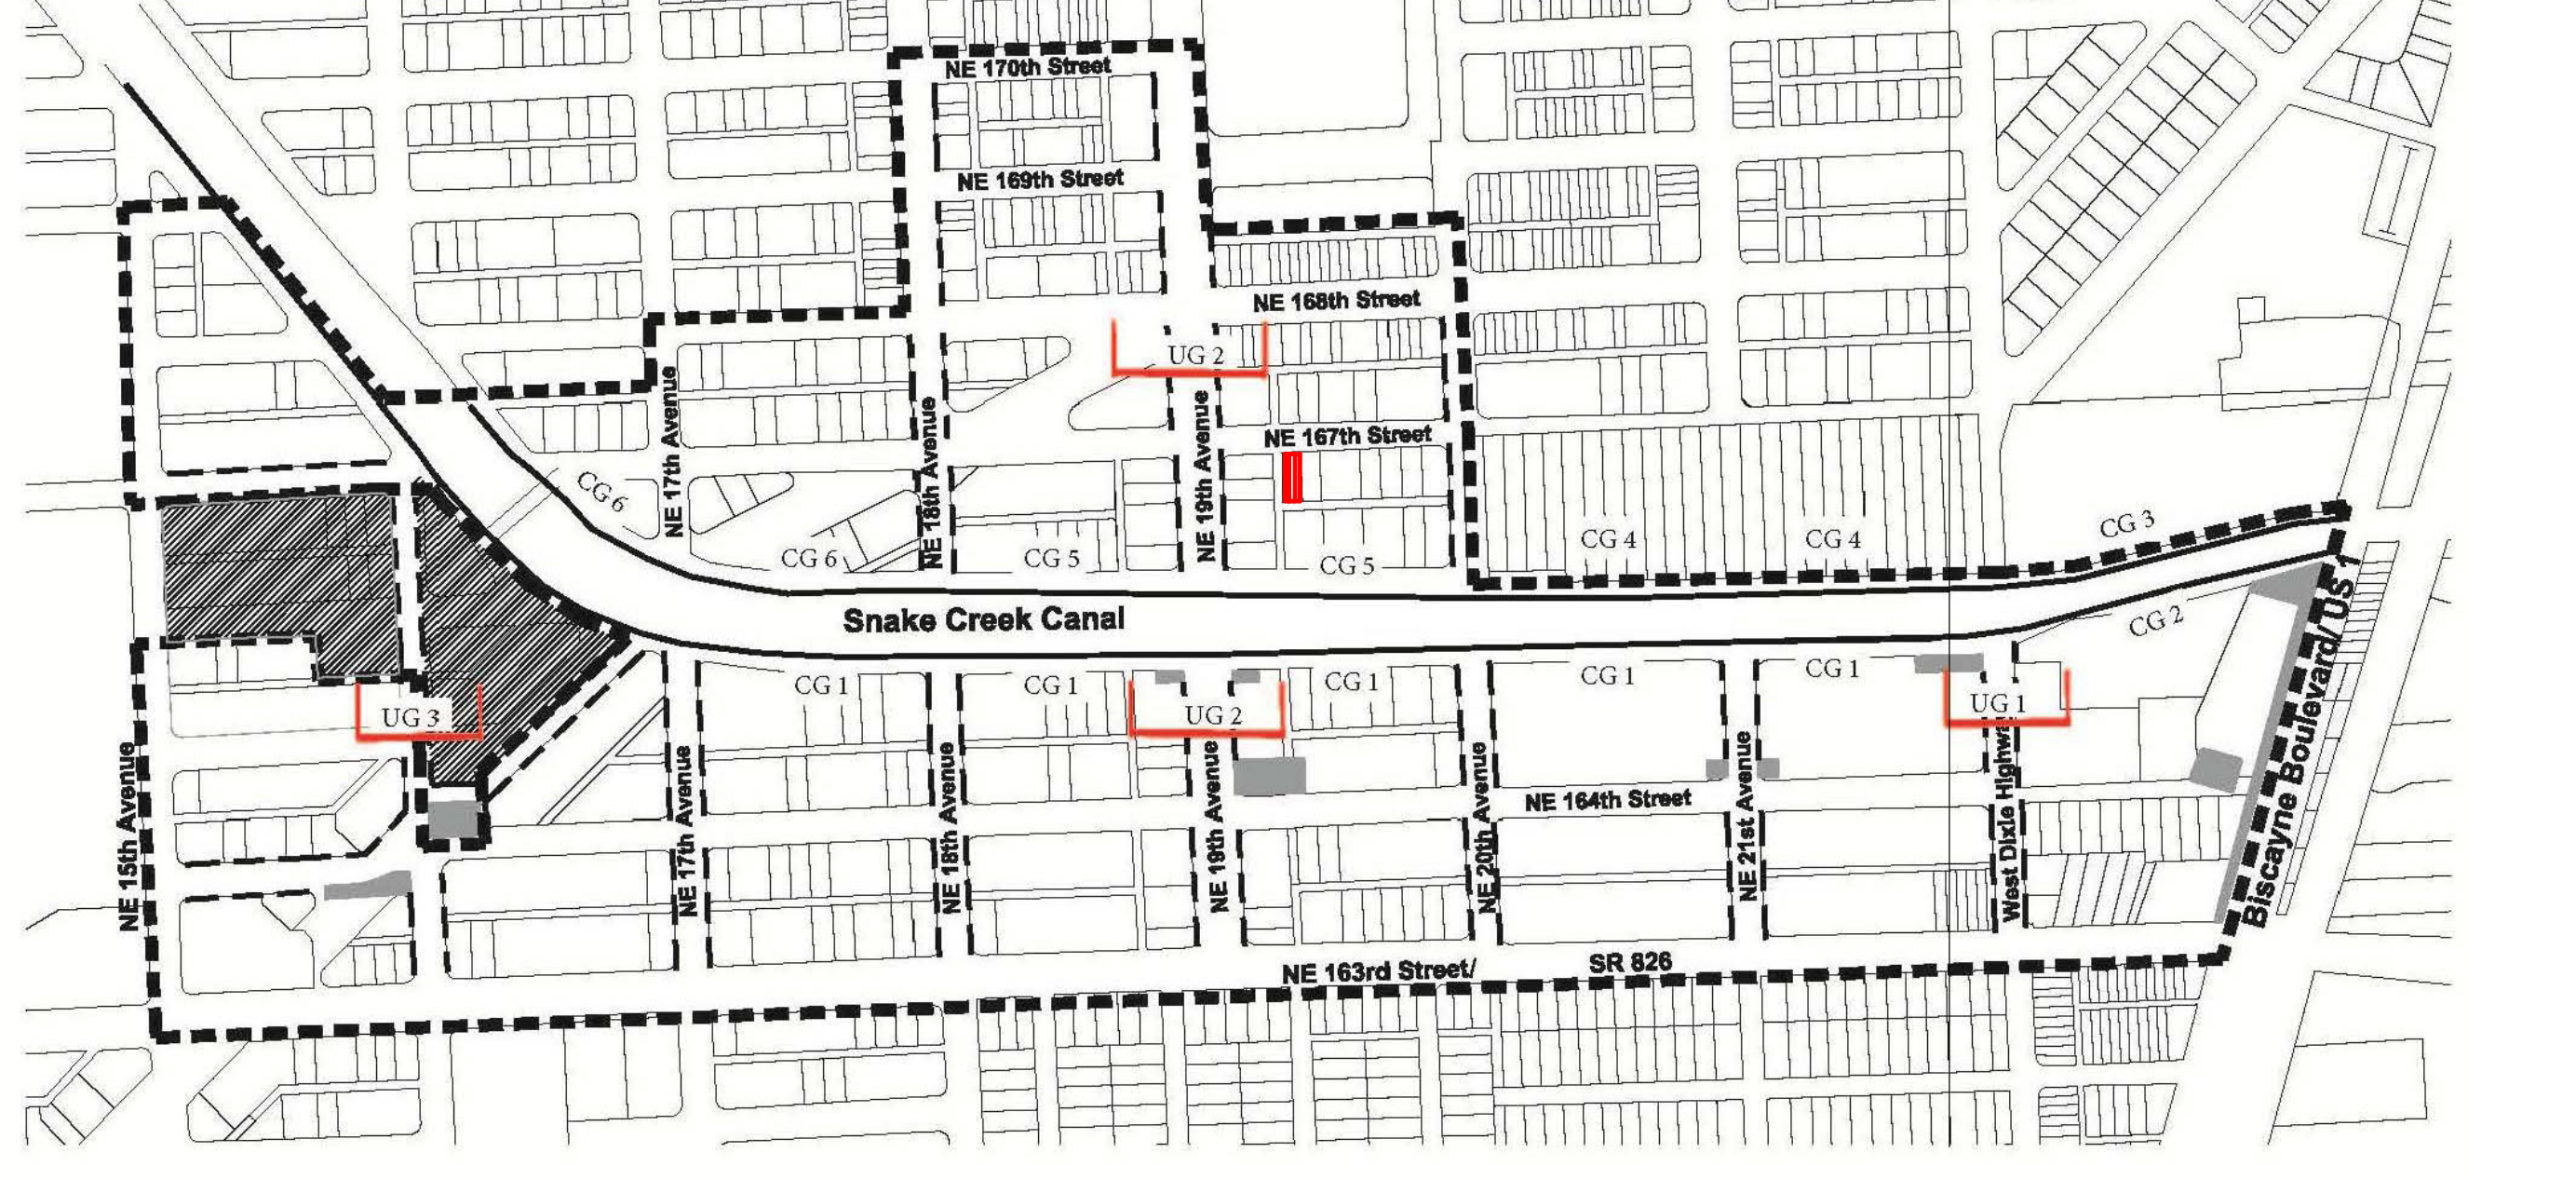 NE 170th Street
NE 169th Street
NE 168th Street
UG 2
NE 17th Avenue
NE 18th Avenue
NE 19th Avenue
NE 167th Street
CG 6
CG 6
CG 5
CG 5
CG 4
CG 4
CG 3
Snake Creek Canal
CG 2
CG 1
CG 1
CG 1
CG 1
CG 1
UG 3
UG 2
UG 1
NE 15th Avenue
NE 17th Avenue
NE 18th Avenue
NE 19th Avenue
NE 20th Avenue
NE 164th Street
NE 21st Avenue
West Dixie Highwa
Biscayne Boulevard/ US 1
NE 163rd Street/
SR 826